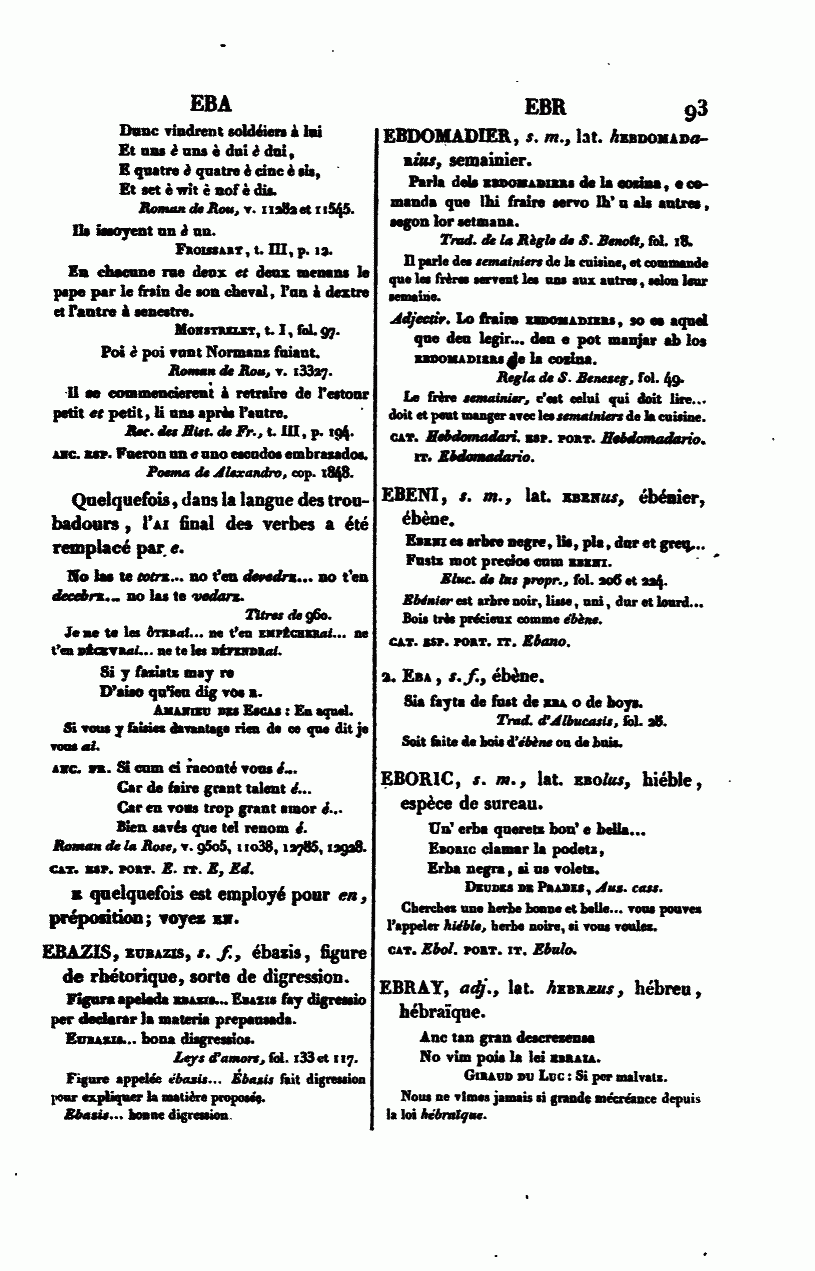 EBA
EBR 93
Dunc vindrent soldéiers à lui
Et uns è uns è dui è dui,
E quatre è quatre è cinc è sis,
Et set è wit è nof è dis.
Roman de Rou, v. 11282 et 11545.
Ils issoyent un è un.
FROISSART, t. III, p. 12.
En chacune rue deux et deux menans le
pape par le frain de son cheval, l'un à dextre
et l'autre à senestre.
MONSTRELET, t. I, fol. 97.
Poi è poi vunt Normanz fuiant.
Roman de Rou, v. 13327.
Il se commencierent à retraire de l'estour
petit et petit, li uns après l'autre.
Rec. des Hist. de Fr., t. III, p. 194.
ANC. ESP. Fueron un e uno escudos embrazados.
Poema de Alexandro, cop. 1848.
Quelquefois, dans la langue des trou-
badours, l'AI final des verbes a été
remplacé par e.
No las te totrE... no t'en devedrE... no t'en
decebrE... no las te vedarE.
Titres de 960.
Je ne te les ÔTERAI... ne t'en EMPÊCHERAI... ne
t'en DÉCEVRAI... ne te les DÉFENDRAI.
Si y faziatz may re
D'aiso qu'ieu dig vos E.
AMANIEU DES ESCAS : En aquel.
Si vous y faisiez davantage rien de ce que dit je
vous ai.
ANC. FR. Si cum ci raconté vous é...
Car de faire grant talent é...
Car en vous trop grant amor é...
Bien savés que tel renom é.
Roman de la Rose, v. 9505, 11038, 12785, 12928.
CAT. ESP. PORT. E. IT. E, Ed.
E quelquefois est employé pour en,
préposition; voyez EN.
EBAZIS, EUBAZIS, s. f., ébazis, figure
de rhétorique, sorte de digression.
Figura apelada EBAZIS... EBAZIS fay digressio
per declarar la materia prepausada.
EUBAZIS... bona disgressios.
Leys d'amors, fol. 133 et 117.
Figure appelée ébazis... Ébazis fait digression
pour expliquer la matière proposée.
Ebazis... bonne digression.
EBDOMADIER, s. m., lat. hEBDOMADa-
rius, semainier.
Parla dels EBDOMADIERS de la cozina, e co-
manda que lhi fraire servo lh' u als autres,
segon lor setmana.
Trad. de la Règle de S. Benoît, fol. 18.
Il parle des semainiers de la cuisine, et commande
que les frères servent les uns aux autres, selon leur
semaine.
Adjectiv. Lo fraire EBDOMADIERS, so es aquel
que deu legir... deu e pot manjar ab los
EBDOMADIERS de la cozina.
Regla de S. Beneseg, fol. 49.
Le frère semainier, c'est celui qui doit lire...
doit et peut manger avec les semainiers de la cuisine.
CAT. Hebdomadari. ESP. PORT. Hebdomadario.
IT. Ebdomadario.
EBENI, s. m., lat. EBENus, ébénier,
ébène.
EBENI es arbre negre, lis, pla, dur et greu...
Fustz mot precios cum EBENI.
Eluc. de las propr., fol. 206 et 224.
Ébénier est arbre noir, lisse, uni, dur et lourd...
Bois très précieux comme ébène.
CAT. ESP. PORT. IT. Ebano.
2. EBA, s. f., ébène.
Sia fayta de fust de EBA o de boys.
Trad. d'Albucasis, fol. 28.
Soit faite de bois d'ébène ou de buis.
EBORIC, s. m., lat. EBOlus, hiéble,
espèce de sureau.
Un' erba queretz bon' e bella...
EBORIC clamar la podetz,
Erba negra, si us voletz.
DEUDES DE PRADES, Aus. cass.
Cherchez une herbe bonne et belle... vous pouvez
l'appeler hiéble, herbe noire, si vous voulez.
CAT. Ebol. PORT. IT. Ebulo.
EBRAY, adj., lat. hEBRÆus, hébreu,
hébraïque.
Anc tan gran descrezensa
No vim pois la lei EBRAIA.
GIRAUD DU LUC : Si per malvatz.
Nous ne vîmes jamais si grande mécréance depuis
la loi hébraïque.